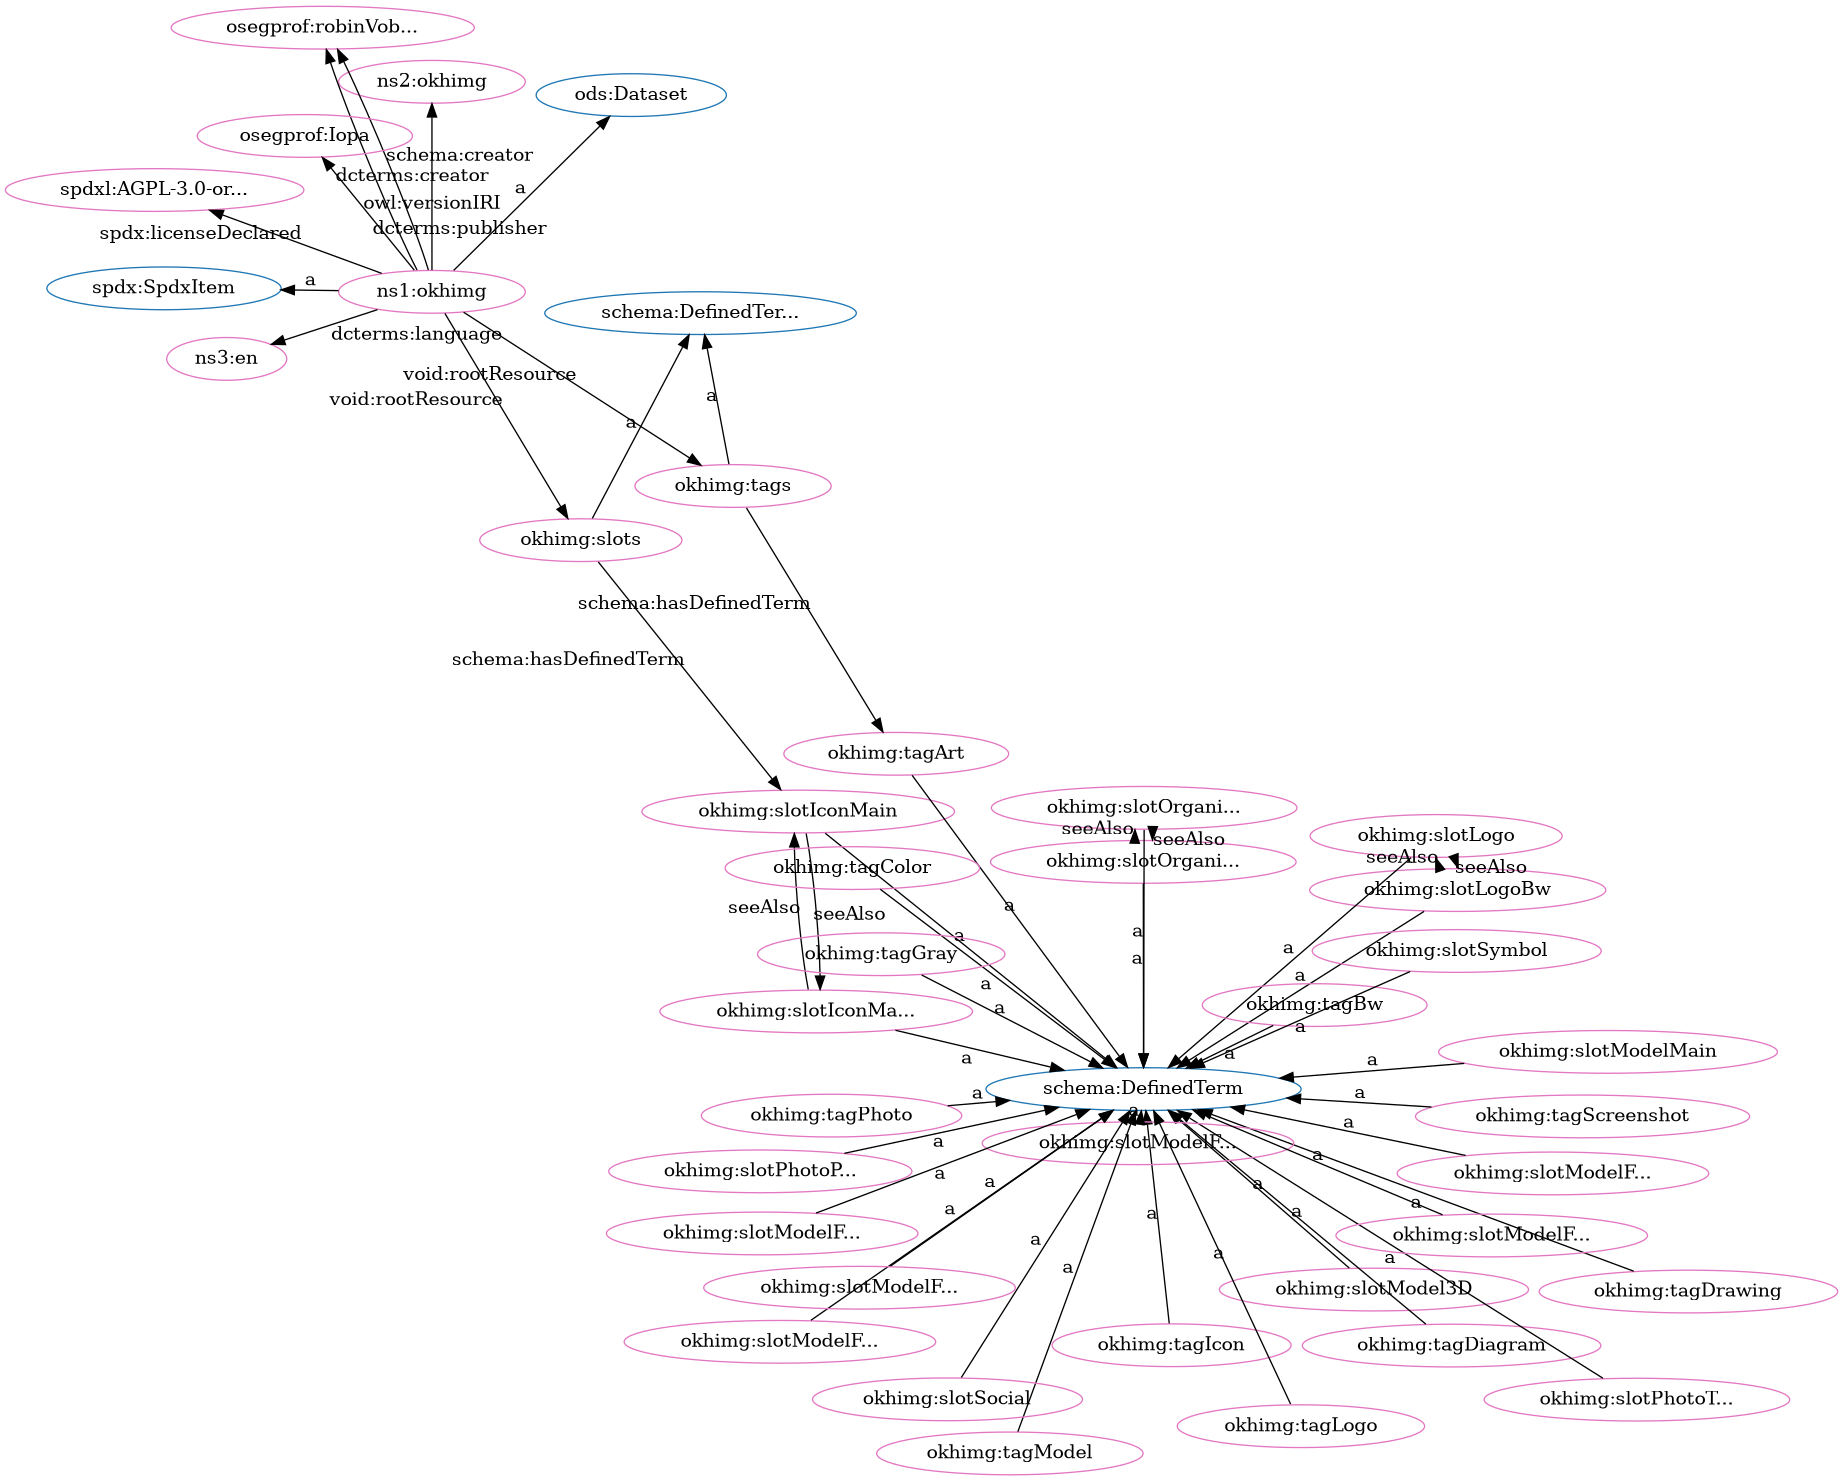 osegprof:robinVob...
ns2:okhimg
ods:Dataset
osegprof:Iopa
schema:creator
dcterms:creator
a
spdxl:AGPL-3.0-or...
owl:versionIRI
dcterms:publisher
spdx:licenseDeclared
a
spdx:SpdxItem
ns1:okhimg
schema:DefinedTer...
dcterms:language
ns3:en
void:rootResource
void:rootResource
a
a
okhimg:tags
okhimg:slots
schema:hasDefinedTerm
schema:hasDefinedTerm
okhimg:tagArt
okhimg:slotIconMain
okhimg:slotOrgani...
seeAlso
seeAlso
okhimg:slotLogo
seeAlso
seeAlso
okhimg:tagColor
okhimg:slotOrgani...
okhimg:slotLogoBw
seeAlso
seeAlso
a
a
a
a
a
okhimg:tagGray
okhimg:slotSymbol
a
a
a
okhimg:slotIconMa...
okhimg:tagBw
a
a
a
okhimg:slotModelMain
a
schema:DefinedTerm
a
a
a
okhimg:tagPhoto
okhimg:tagScreenshot
a
okhimg:slotModelF...
a
a
okhimg:slotPhotoP...
a
a
a
okhimg:slotModelF...
a
a
a
a
okhimg:slotModelF...
okhimg:slotModelF...
a
a
a
a
okhimg:slotModelF...
okhimg:slotModel3D
okhimg:tagDrawing
okhimg:slotModelF...
okhimg:tagIcon
okhimg:tagDiagram
okhimg:slotSocial
okhimg:slotPhotoT...
okhimg:tagLogo
okhimg:tagModel